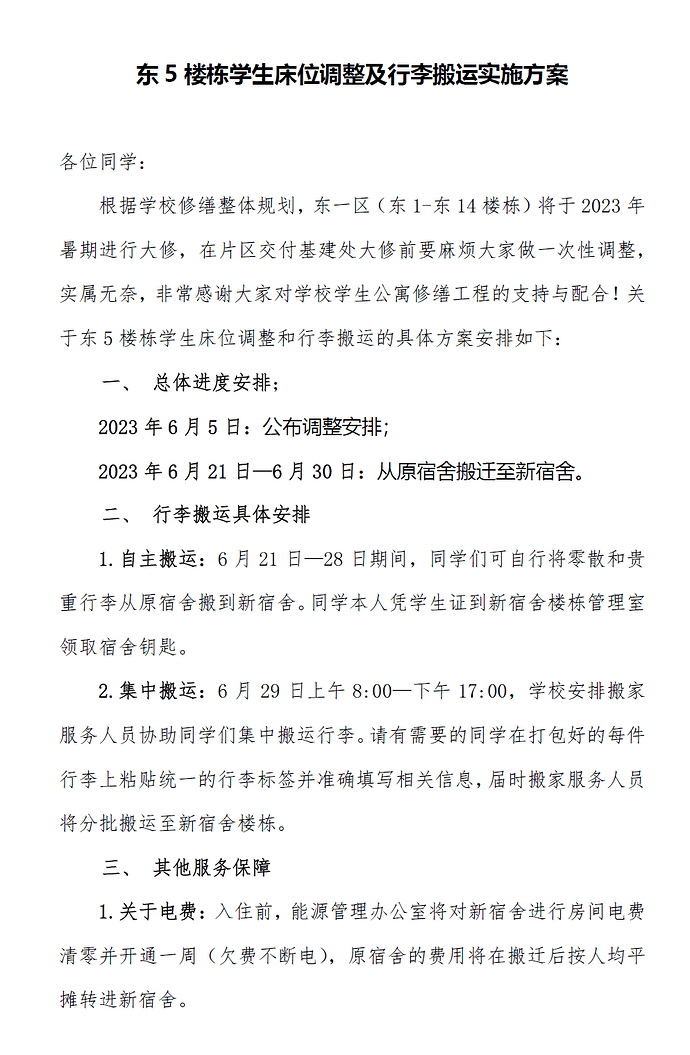 东 5 楼栋学生床位调整及行李搬运实施方案
各位同学：
根据学校修缮整体规划，东一区（东 1-东 14 楼栋）将于 2023 年
暑期进行大修，在片区交付基建处大修前要麻烦大家做一次性调整，
实属无奈，非常感谢大家对学校学生公寓修缮工程的支持与配合！关
于东 5 楼栋学生床位调整和行李搬运的具体方案安排如下：
一、 总体进度安排；
2023 年 6 月 5 日：公布调整安排；
2023 年 6 月 21 日—6 月 30 日：从原宿舍搬迁至新宿舍。
二、 行李搬运具体安排
1.自主搬运：6 月 21 日—28 日期间，同学们可自行将零散和贵
重行李从原宿舍搬到新宿舍。同学本人凭学生证到新宿舍楼栋管理室
领取宿舍钥匙。
2.集中搬运：6 月 29 日上午 8:00—下午 17:00，学校安排搬家
服务人员协助同学们集中搬运行李。请有需要的同学在打包好的每件
行李上粘贴统一的行李标签并准确填写相关信息，届时搬家服务人员
将分批搬运至新宿舍楼栋。
三、 其他服务保障
1.关于电费：入住前，能源管理办公室将对新宿舍进行房间电费
清零并开通一周（欠费不断电），原宿舍的费用将在搬迁后按人均平
摊转进新宿舍。